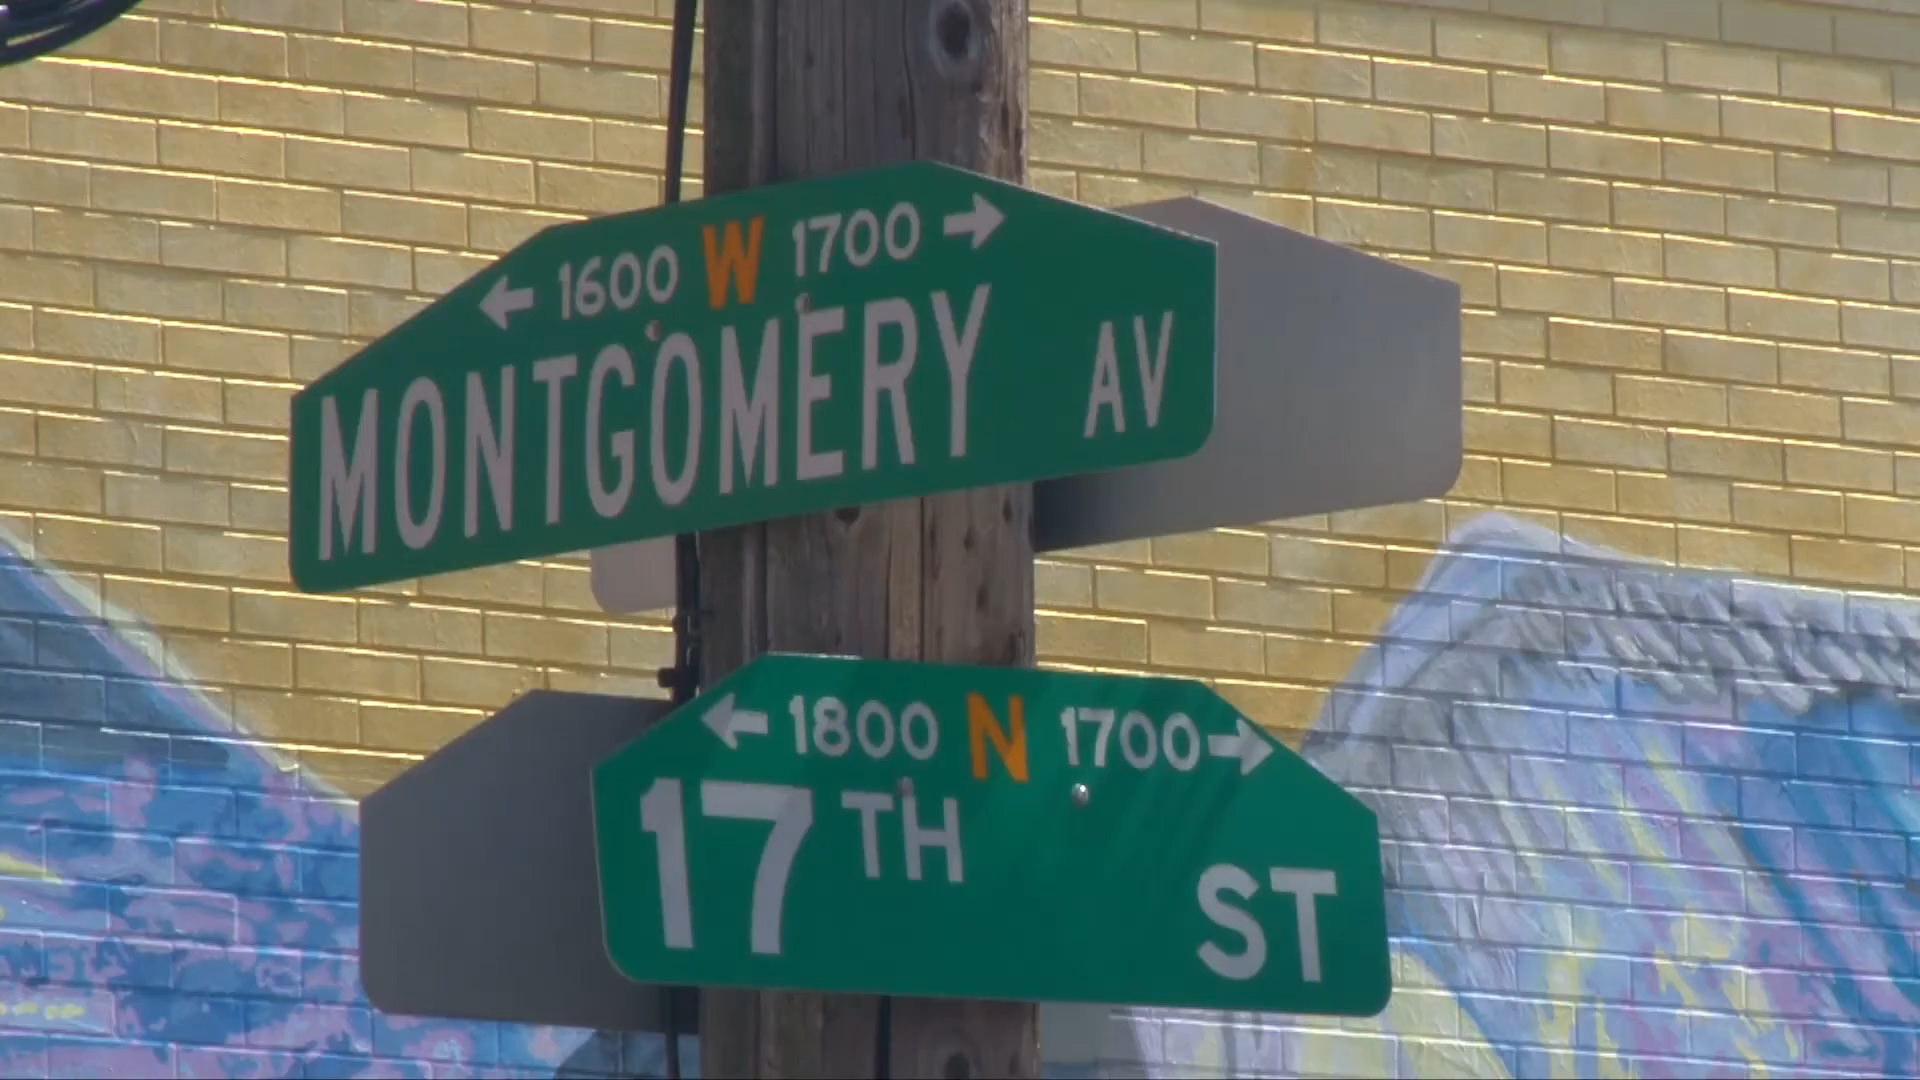 ← 1600 W 1700 →
MONTGOMERY AV
← 1800 N 1700 →
17TH ST